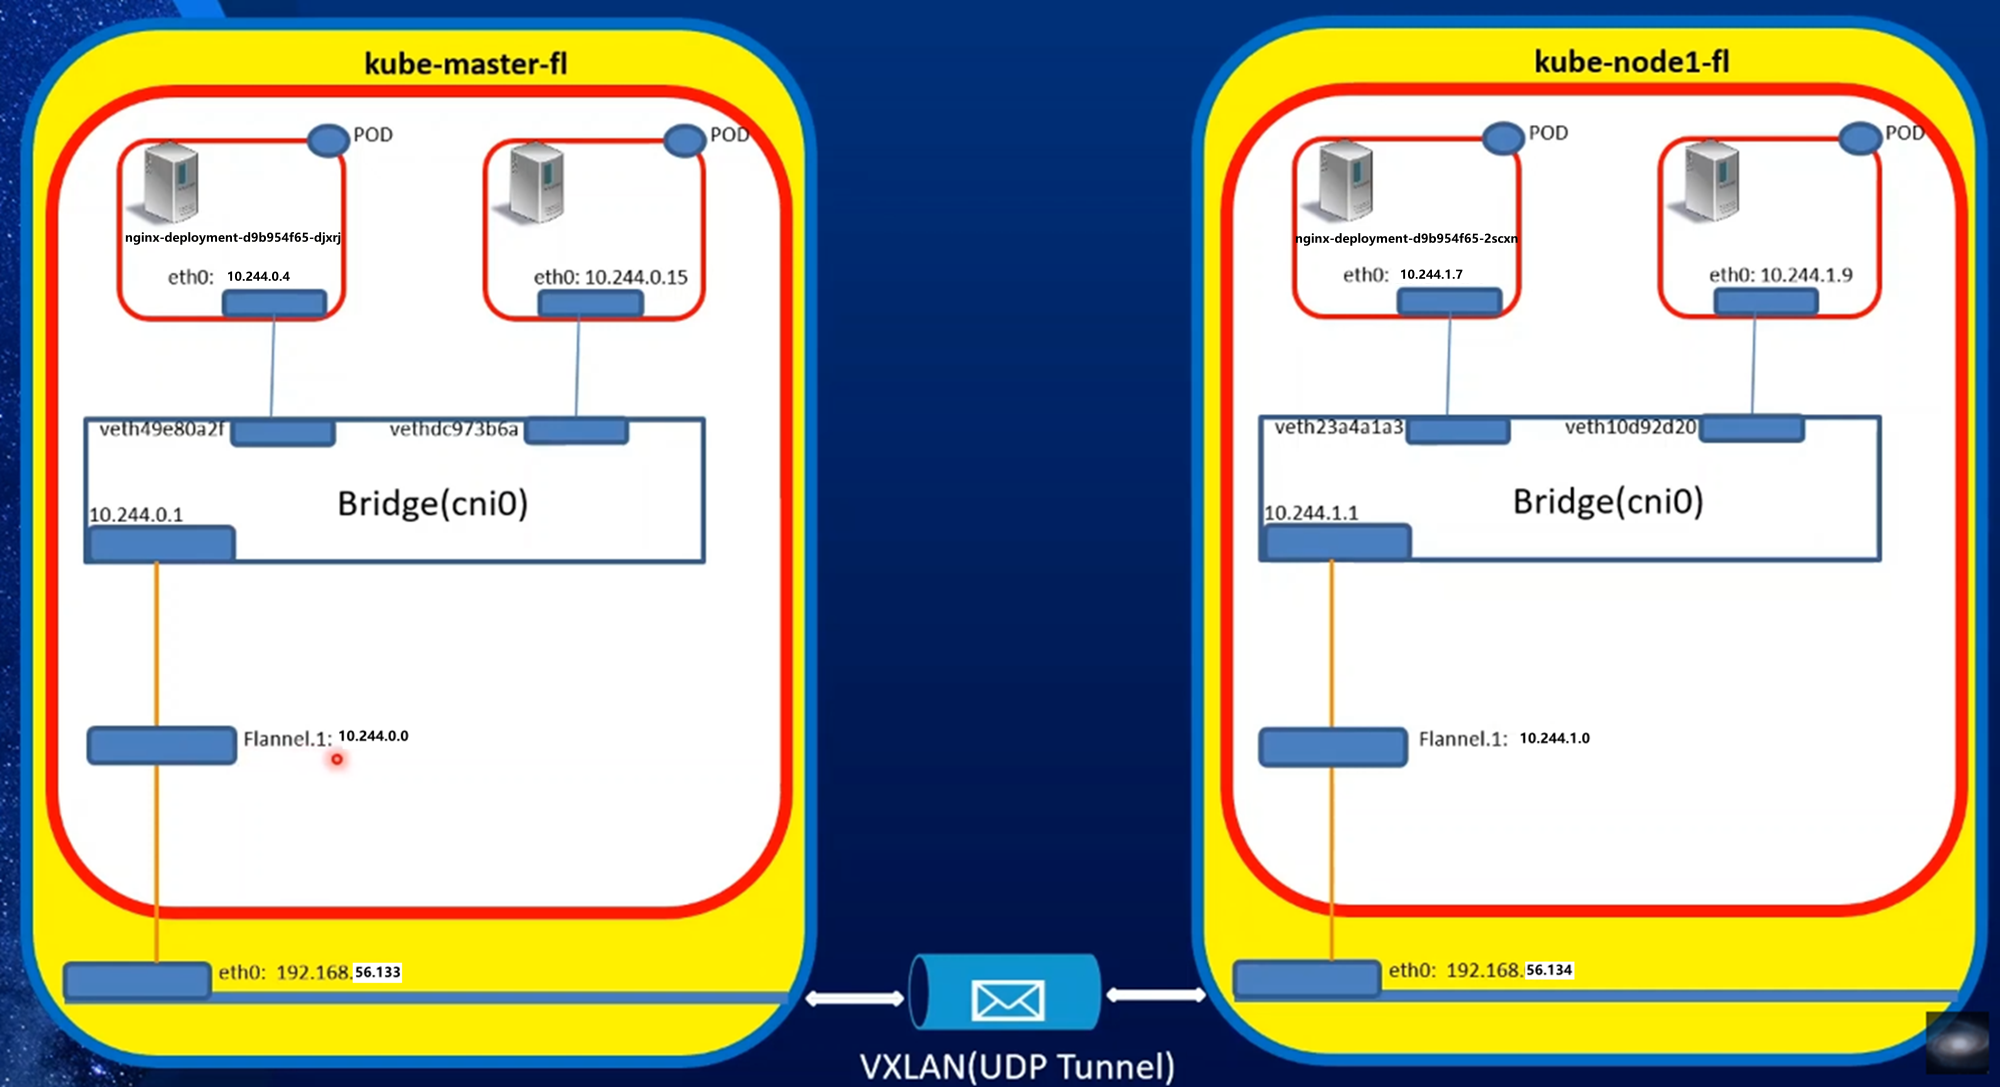 kube-master-fl
POD
POD
nginx-deployment-d9b954f65-djxrj
eth0: 10.244.0.4
eth0: 10.244.0.15
veth49e80a2f
vethdc973b6a
Bridge(cni0)
10.244.0.1
Flannel.1: 10.244.0.0
eth0: 192.168.56.133
kube-node1-fl
POD
POD
nginx-deployment-d9b954f65-2scxn
eth0: 10.244.1.7
eth0: 10.244.1.9
veth23a4a1a3
veth10d92d20
Bridge(cni0)
10.244.1.1
Flannel.1: 10.244.1.0
eth0: 192.168.56.134
VXLAN(UDP Tunnel)